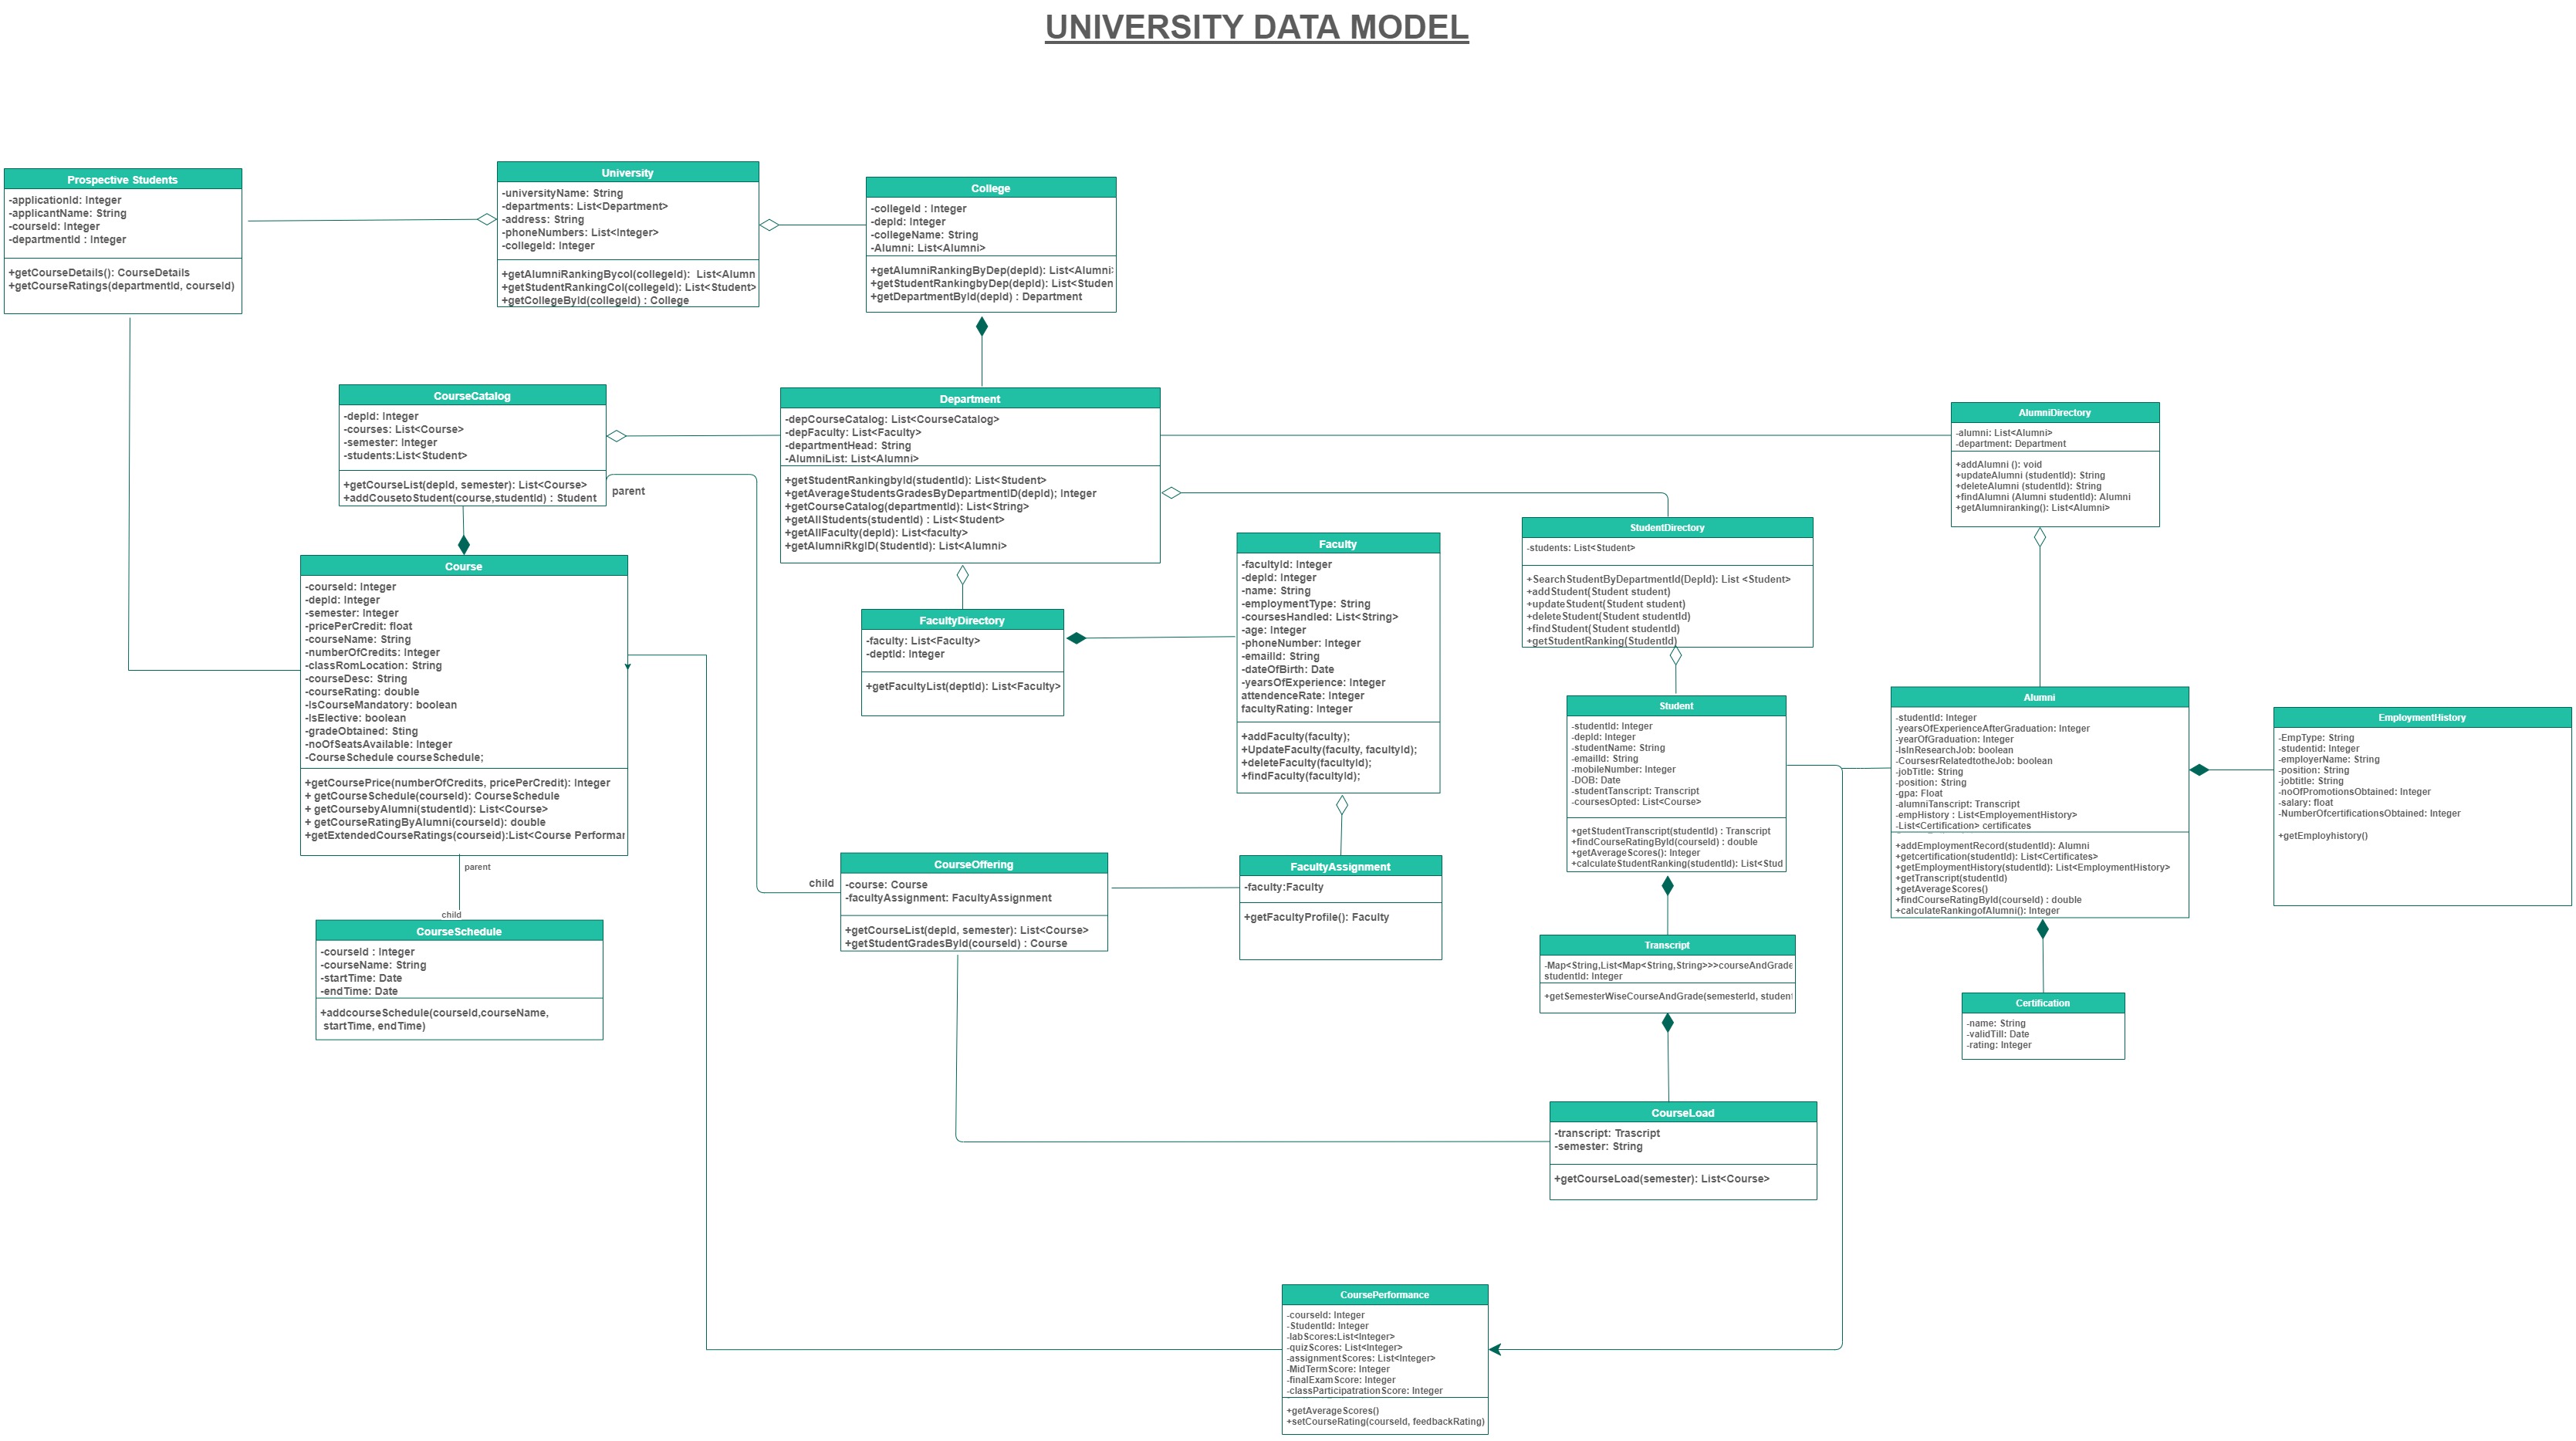 UNIVERSITY DATA MODEL
Prospective Students
-applicationId: Integer
-applicantName: String
-courseId: Integer
-departmentId : Integer
+getCourseDetails(): CourseDetails
+getCourseRatings(departmentId, courseId)
University
-universityName: String
-departments: List<Department>
-address: String
-phoneNumbers: List<Integer>
-collegeId: Integer
+getAlumniRankingBycol(collegeId):  List<Alumn
+getStudentRankingCol(collegeId): List<Student>
+getCollegeById(collegeId) : College
College
-collegeId : Integer
-depId: Integer
-collegeName: String
-Alumni: List<Alumni>
+getAlumniRankingByDep(depId): List<Alumni>
+getStudentRankingbyDep(depId): List<Studen
+getDepartmentById(depId) : Department
CourseCatalog
-depId: Integer
-courses: List<Course>
-semester: Integer
-students:List<Student>
+getCourseList(depId, semester): List<Course>
+addCousetoStudent(course,studentId) : Student
parent
Department
-depCourseCatalog: List<CourseCatalog>
-depFaculty: List<Faculty>
-departmentHead: String
-AlumniList: List<Alumni>
+getStudentRankingbyId(studentId): List<Student>
+getAverageStudentsGradesByDepartmentID(depId); Integer
+getCourseCatalog(departmentId): List<String>
+getAllStudents(studentId) : List<Student>
+getAllFaculty(depId): List<faculty>
+getAlumniRkgID(StudentId): List<Alumni>
AlumniDirectory
-alumni: List<Alumni>
-department: Department
+addAlumni (): void
+updateAlumni (studentId): String
+deleteAlumni (studentId): String
+findAlumni (Alumni studentId): Alumni
+getAlumniranking(): List<Alumni>
StudentDirectory
-students: List<Student>
+SearchStudentByDepartmentId(DepId): List <Student>
+addStudent(Student student)
+updateStudent(Student student)
+deleteStudent(Student studentId)
+findStudent(Student studentId)
+getStudentRanking(StudentId)
Faculty
-facultyId: Integer
-depId: Integer
-name: String
-employmentType: String
-coursesHandled: List<String>
-age: Integer
-phoneNumber: Integer
-emailId: String
-dateOfBirth: Date
-yearsOfExperience: Integer
attendenceRate: Integer
facultyRating: Integer
+addFaculty(faculty);
+UpdateFaculty(faculty, facultyId);
+deleteFaculty(facultyId);
+findFaculty(facultyId);
Course
-courseId: Integer
-depId: Integer
-semester: Integer
-pricePerCredit: float
-courseName: String
-numberOfCredits: Integer
-classRomLocation: String
-courseDesc: String
-courseRating: double
-IsCourseMandatory: boolean
-IsElective: boolean
-gradeObtained: Sting
-noOfSeatsAvailable: Integer
-CourseSchedule courseSchedule;
+getCoursePrice(numberOfCredits, pricePerCredit): Integer
+ getCourseSchedule(courseId): CourseSchedule
+ getCoursebyAlumni(studentId): List<Course>
+ getCourseRatingByAlumni(courseId): double
+getExtendedCourseRatings(courseid):List<Course Performan
FacultyDirectory
-faculty: List<Faculty>
-deptId: Integer
+getFacultyList(deptId): List<Faculty>
Student
-studentId: Integer
-depId: Integer
-studentName: String
-emailId: String
-mobileNumber: Integer
-DOB: Date
-studentTanscript: Transcript
-coursesOpted: List<Course>
+getStudentTranscript(studentId) : Transcript
+findCourseRatingById(courseId) : double
+getAverageScores(): Integer
+calculateStudentRanking(studentId): List<Stud
Alumni
-studentId: Integer
-yearsOfExperienceAfterGraduation: Integer
-yearOfGraduation: Integer
-IsInResearchJob: boolean
-CoursesrRelatedtotheJob: boolean
-jobTitle: String
-position: String
-gpa: Float
-alumniTanscript: Transcript
-empHistory : List<EmployementHistory>
-List<Certification> certificates
+addEmploymentRecord(studentId): Alumni
+getcertification(studentId): List<Certificates>
+getEmploymentHistory(studentId): List<EmploymentHistory>
+getTranscript(studentId)
+getAverageScores()
+findCourseRatingById(courseId) : double
+calculateRankingofAlumni(): Integer
EmploymentHistory
-EmpType: String
-studentid: Integer
-employerName: String
-position: String
-jobtitle: String
-noOfPromotionsObtained: Integer
-salary: float
-NumberOfcertificationsObtained: Integer
+getEmployhistory()
parent
child
CourseSchedule
-courseId : Integer
-courseName: String
-startTime: Date
-endTime: Date
+addcourseSchedule(courseId,courseName,
startTime, endTime)
child
CourseOffering
-course: Course
-facultyAssignment: FacultyAssignment
+getCourseList(depId, semester): List<Course>
+getStudentGradesById(courseId) : Course
FacultyAssignment
-faculty:Faculty
+getFacultyProfile(): Faculty
Transcript
-Map<String,List<Map<String,String>>>courseAndGrade
studentId: Integer
+getSemesterWiseCourseAndGrade(semesterId, studen
Certification
-name: String
-validTill: Date
-rating: Integer
CourseLoad
-transcript: Trascript
-semester: String
+getCourseLoad(semester): List<Course>
CoursePerformance
-courseId: Integer
-StudentId: Integer
-labScores:List<Integer>
-quizScores: List<Integer>
-assignmentScores: List<Integer>
-MidTermScore: Integer
-finalExamScore: Integer
-classParticipatrationScore: Integer
+getAverageScores()
+setCourseRating(courseId, feedbackRating)